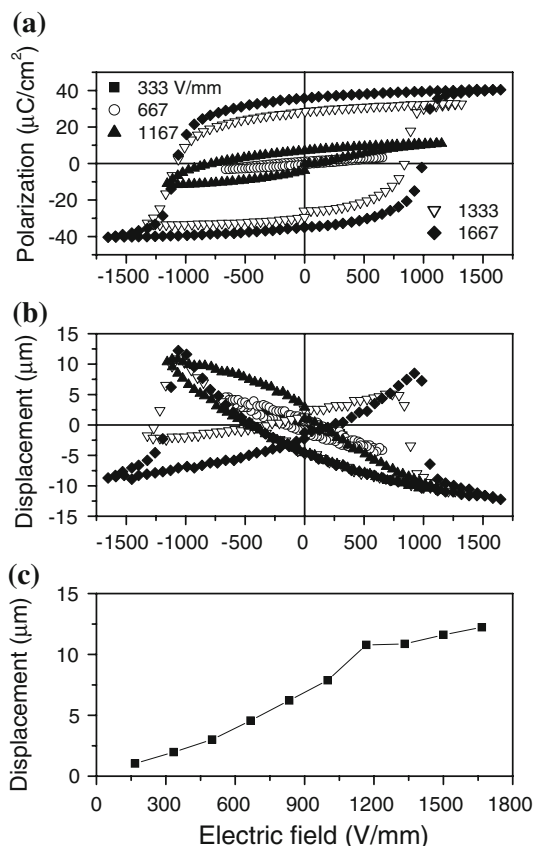 (a)
Polarization (μC/cm²)
40
20
0
-20
-40
333 V/mm
667
1167
1333
1667
-1500 -1000 -500 0 500 1000 1500
(b)
Displacement (μm)
15
10
5
0
-5
-10
-15
-1500 -1000 -500 0 500 1000 1500
(c)
Displacement (μm)
15
10
5
0
0 300 600 900 1200 1500 1800
Electric field (V/mm)